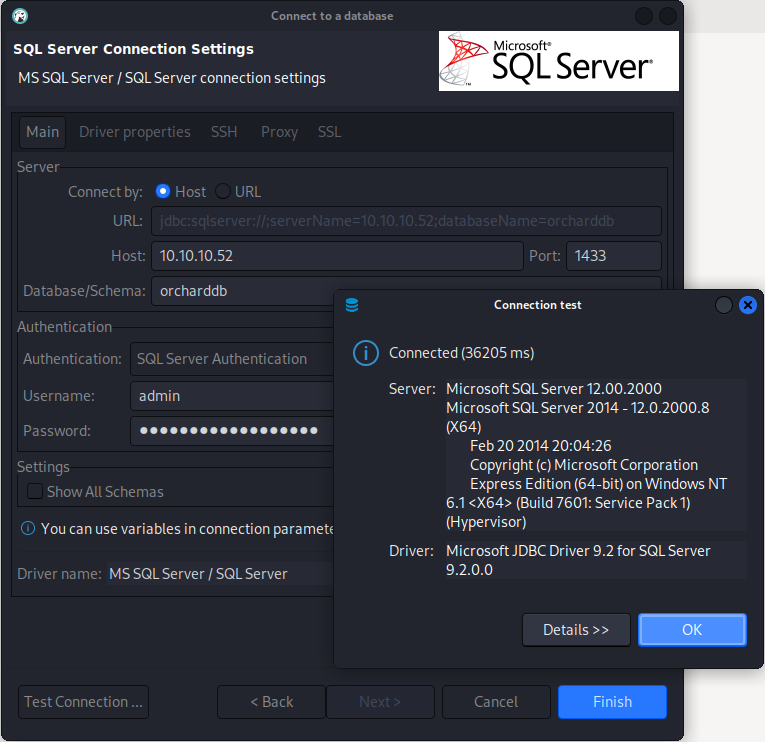 Connect to a database
SQL Server Connection Settings
MS SQL Server / SQL Server connection settings
Microsoft®
SQL Server®
Main Driver properties SSH Proxy SSL
Server
Connect by: Host URL
URL: jdbc:sqlserver://;serverName=10.10.10.52;databaseName=orcharddb
Host: 10.10.10.52 Port: 1433
Database/Schema: orcharddb
Authentication
Authentication: SQL Server Authentication
Username: admin
Password: ●●●●●●●●●●●●●●●●●●
Settings
Show All Schemas
You can use variables in connection paramete
Driver name: MS SQL Server / SQL Server
Test Connection ... < Back Next > Cancel Finish
Connection test
Connected (36205 ms)
Server: Microsoft SQL Server 12.00.2000
Microsoft SQL Server 2014 - 12.0.2000.8
(X64)
Feb 20 2014 20:04:26
Copyright (c) Microsoft Corporation
Express Edition (64-bit) on Windows NT
6.1 <X64> (Build 7601: Service Pack 1)
(Hypervisor)
Driver: Microsoft JDBC Driver 9.2 for SQL Server
9.2.0.0
Details >> OK